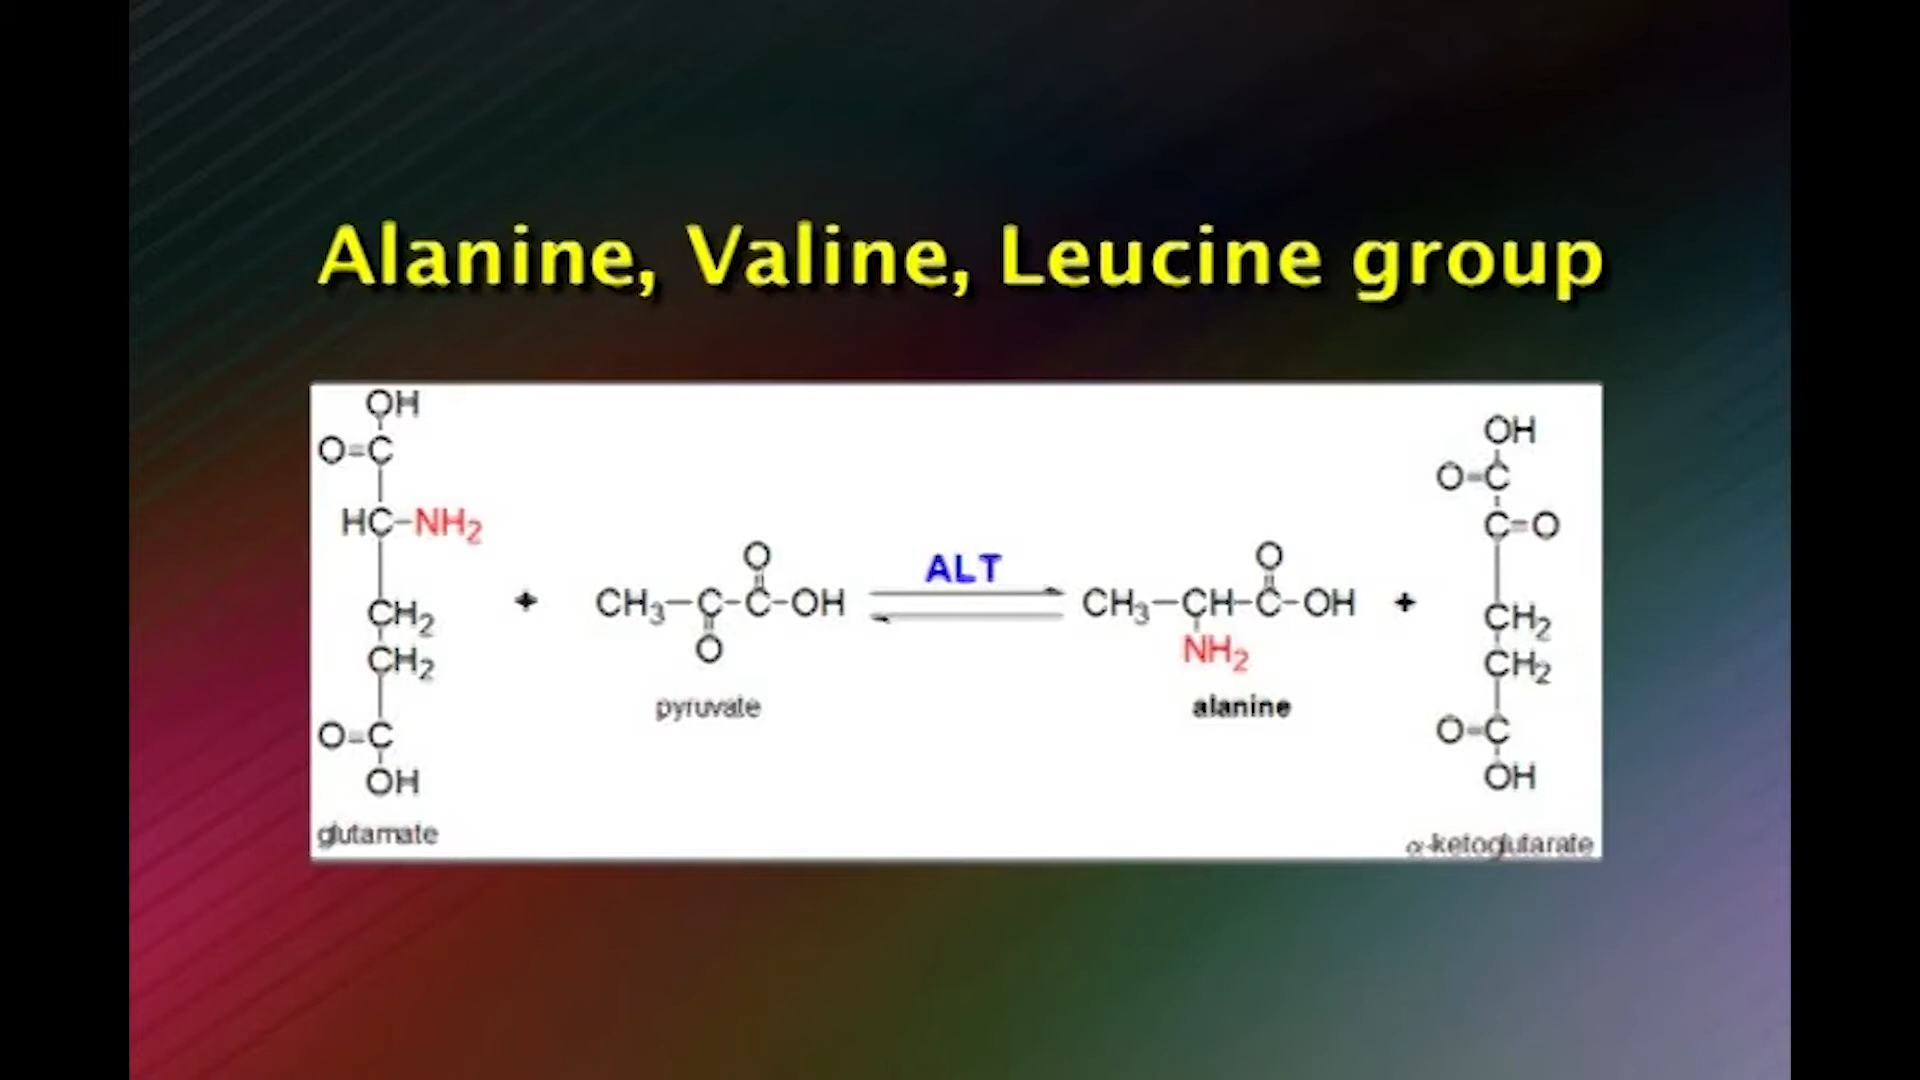 Alanine, Valine, Leucine group
OH
O=C
HC-NH2
CH2
CH2
O=C
OH
glutamate
+
O
CH3-C-C-OH
O
pyruvate
ALT
O
CH3-CH-C-OH
NH2
alanine
+
OH
O=C
C=O
CH2
CH2
O=C
OH
α-ketoglutarate